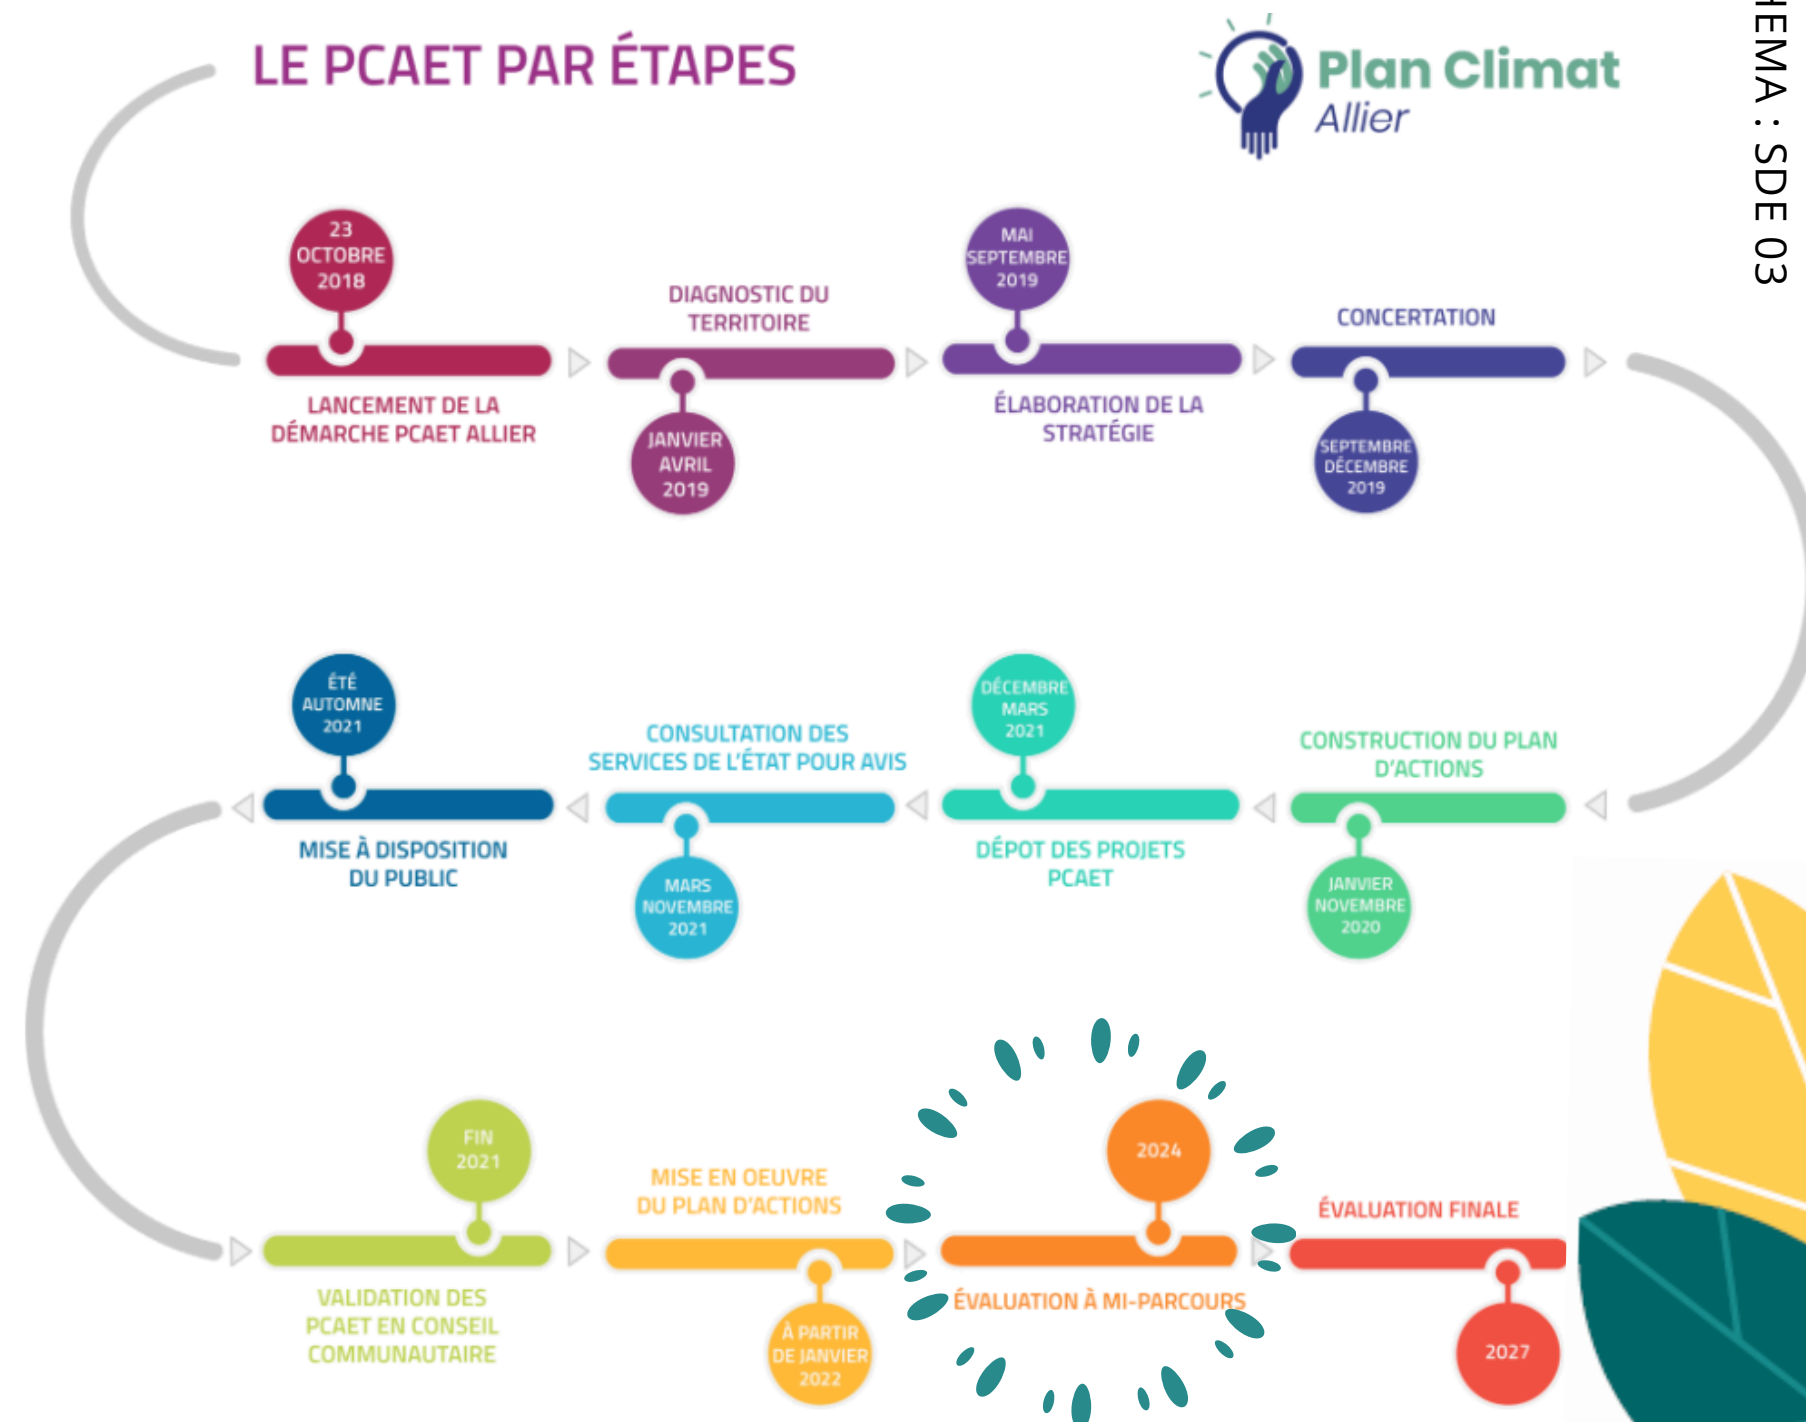 LE PCAET PAR ÉTAPES
Plan Climat
Allier
HEMA : SDE 03
23
OCTOBRE
2018
LANCEMENT DE LA
DÉMARCHE PCAET ALLIER
DIAGNOSTIC DU
TERRITOIRE
JANVIER
AVRIL
2019
MAI
SEPTEMBRE
2019
ÉLABORATION DE LA
STRATÉGIE
CONCERTATION
SEPTEMBRE
DÉCEMBRE
2019
CONSTRUCTION DU PLAN
D'ACTIONS
JANVIER
NOVEMBRE
2020
DÉCEMBRE
MARS
2021
DÉPOT DES PROJETS
PCAET
CONSULTATION DES
SERVICES DE L'ÉTAT POUR AVIS
MARS
NOVEMBRE
2021
ÉTÉ
AUTOMNE
2021
MISE À DISPOSITION
DU PUBLIC
FIN
2021
VALIDATION DES
PCAET EN CONSEIL
COMMUNAUTAIRE
MISE EN OEUVRE
DU PLAN D'ACTIONS
À PARTIR
DE JANVIER
2022
2024
ÉVALUATION À MI-PARCOURS
ÉVALUATION FINALE
2027